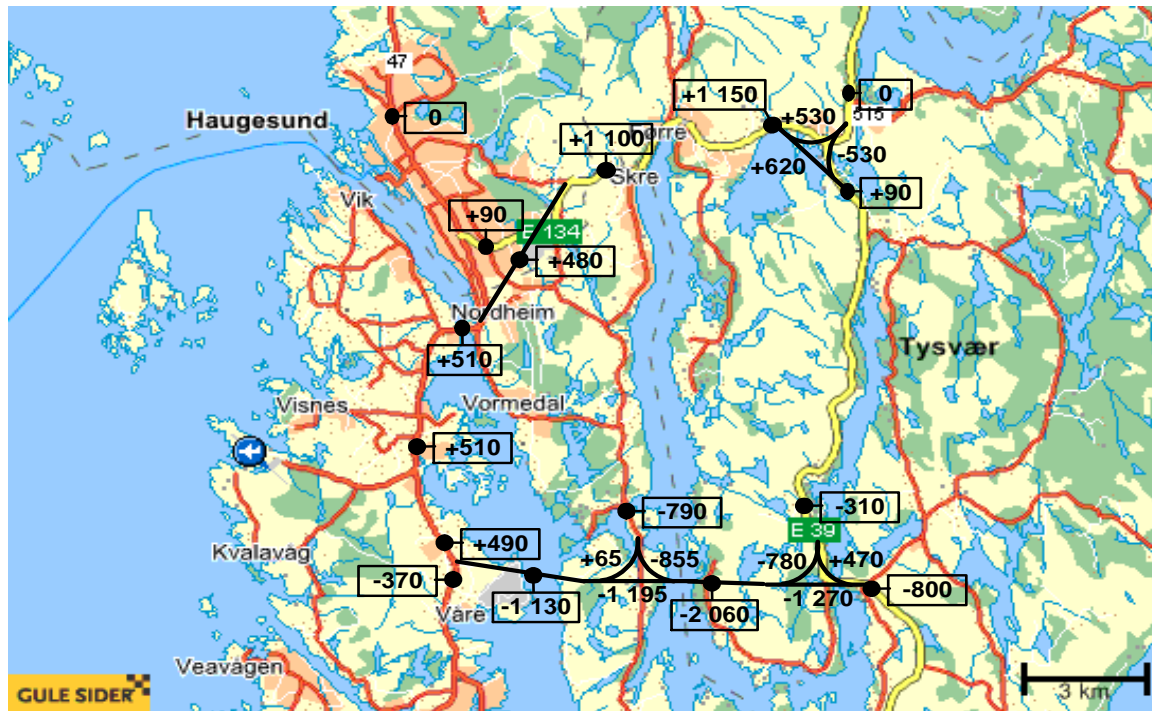 47
+1 150
0
515
+530
0
Haugesund
+1 100
Førre
-530
+620
Skre
+90
Vik
+90
E 134
+480
Nordheim
+510
Tysvær
Visnes
Vormedal
+510
-790
-310
E 39
+490
Kvalavåg
+65
-855
-780
+470
-370
-1 195
-1 270
-800
-1 130
-2 060
Våre
Veavågen
GULE SIDER
3 km